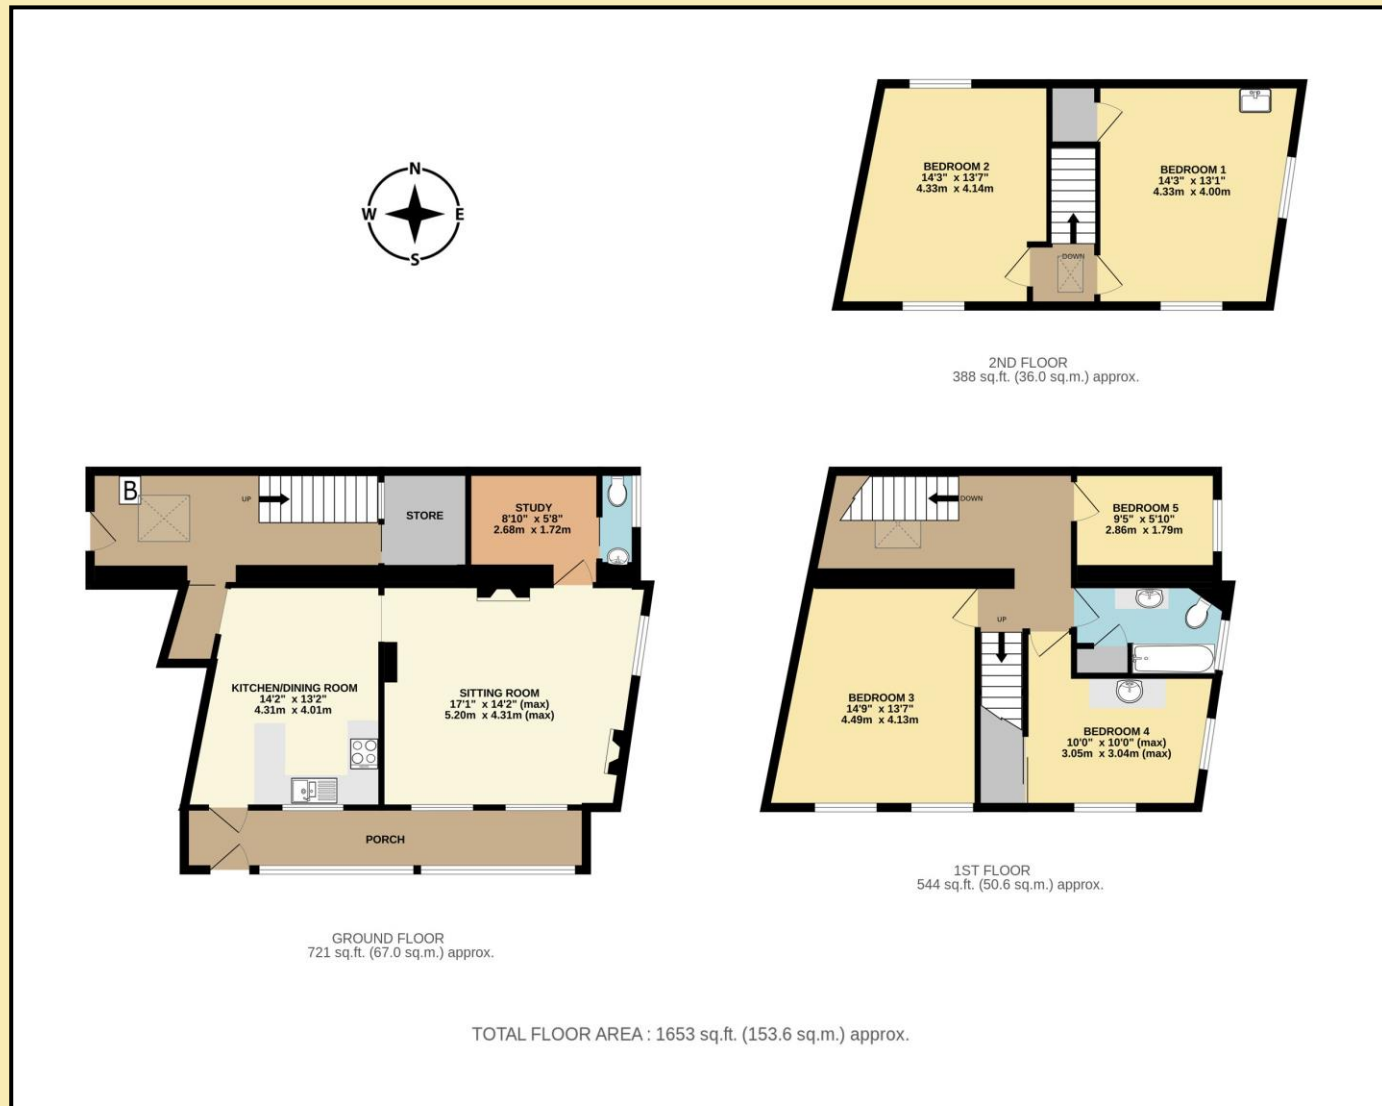 BEDROOM 2
14'3" x 13'7"
4.33m x 4.14m
BEDROOM 1
14'3" x 13'1"
4.33m x 4.00m
DOWN
2ND FLOOR
388 sq.ft. (36.0 sq.m.) approx.
N
W E
S
B
UP
STORE
STUDY
8'10" x 5'8"
2.68m x 1.72m
KITCHEN/DINING ROOM
14'2" x 13'2"
4.31m x 4.01m
SITTING ROOM
17'1" x 14'2" (max)
5.20m x 4.31m (max)
PORCH
GROUND FLOOR
721 sq.ft. (67.0 sq.m.) approx.
DOWN
BEDROOM 5
9'5" x 5'10"
2.86m x 1.79m
UP
BEDROOM 3
14'9" x 13'7"
4.49m x 4.13m
BEDROOM 4
10'0" x 10'0" (max)
3.05m x 3.04m (max)
1ST FLOOR
544 sq.ft. (50.6 sq.m.) approx.
TOTAL FLOOR AREA : 1653 sq.ft. (153.6 sq.m.) approx.